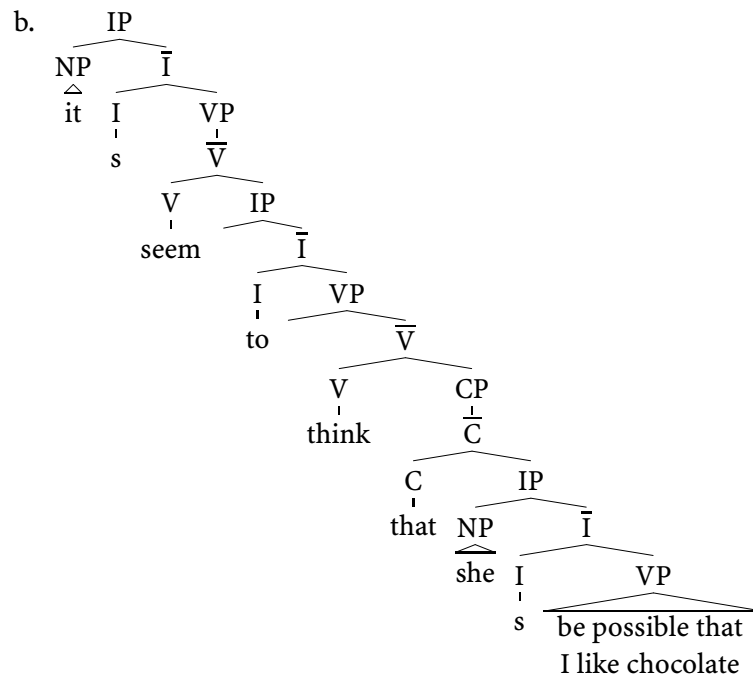 b.
IP
NP I̅
it I VP
s V̅
V IP
seem I̅
I VP
to V̅
V CP
think C̅
C IP
that NP I̅
she I VP
s be possible that
I like chocolate